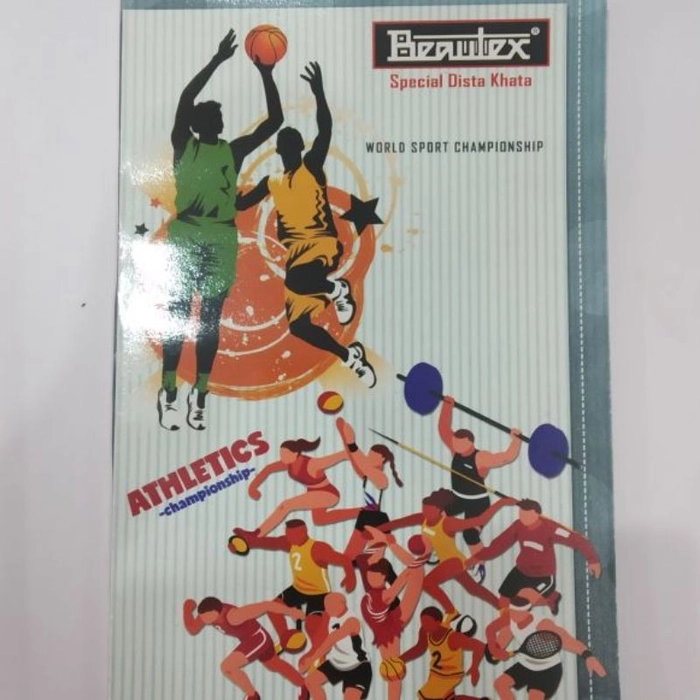 Beautex®
Special Dista Khata
WORLD SPORT CHAMPIONSHIP
ATHLETICS
-championship-
2
2